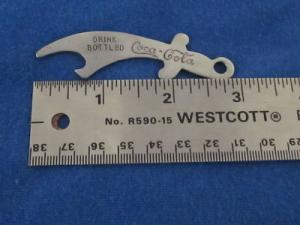 DRINK
BOTTLED
Coca-Cola
1 2 3
No. R590-15 WESTCOTT®
38 37 36 35 34 33 32 31 30 29